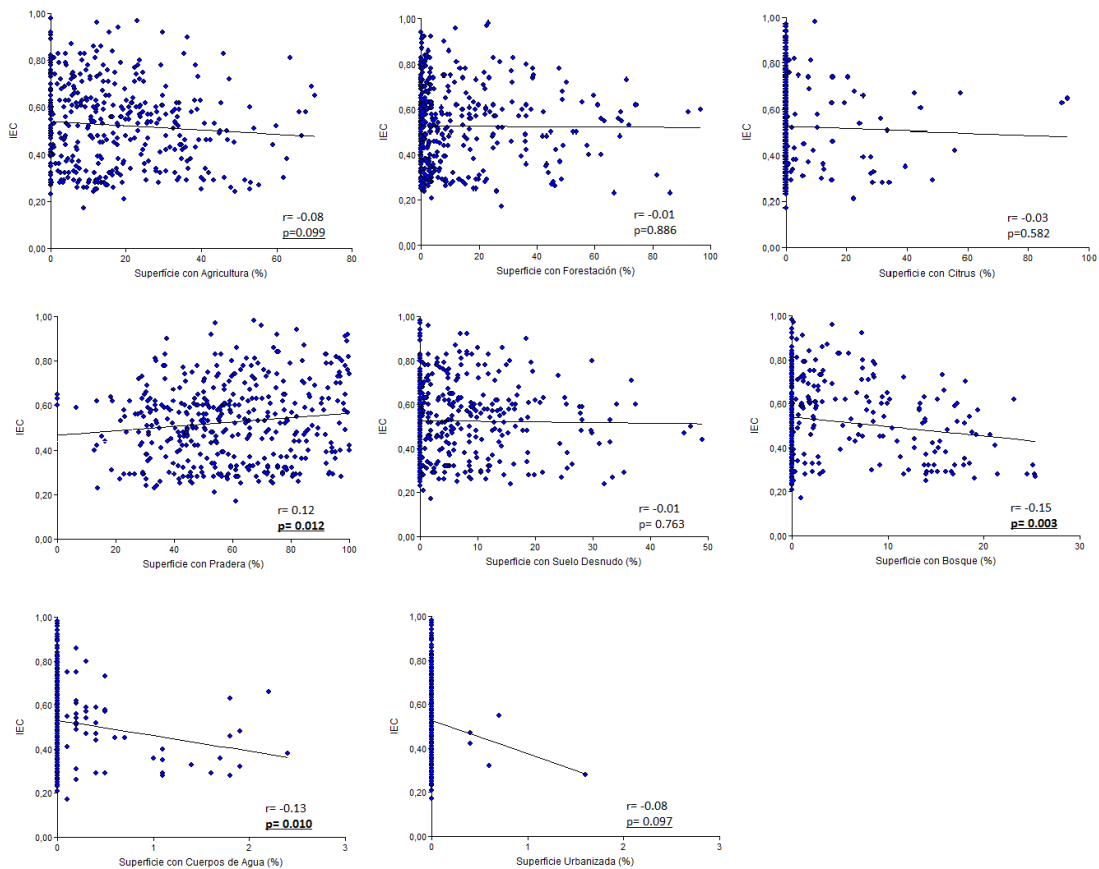 1,00
0,80
0,60
0,40
0,20
0,00
IEC
0 20 40 60 80
Superfície con Agricultura (%)
r= -0.08
p=0.099
1,00
0,80
0,60
0,40
0,20
0,00
IEC
0 20 40 60 80 100
Superficie con Forestación (%)
r= -0.01
p=0.886
1,00
0,80
0,60
0,40
0,20
0,00
IEC
0 20 40 60 80 100
Superficie con Citrus (%)
r= -0.03
p=0.582
1,00
0,80
0,60
0,40
0,20
0,00
IEC
0 20 40 60 80 100
Superficie con Pradera (%)
r= 0.12
p= 0.012
1,00
0,80
0,60
0,40
0,20
0,00
IEC
0 10 20 30 40 50
Superficie con Suelo Desnudo (%)
r= -0.01
p= 0.763
1,00
0,80
0,60
0,40
0,20
0,00
IEC
0 10 20 30
Superficie con Bosque (%)
r= -0.15
p= 0.003
1,00
0,80
0,60
0,40
0,20
0,00
IEC
0 1 2 3
Superficie con Cuerpos de Agua (%)
r= -0.13
p= 0.010
1,00
0,80
0,60
0,40
0,20
0,00
IEC
0 1 2 3
Superficie Urbanizada (%)
r= -0.08
p= 0.097